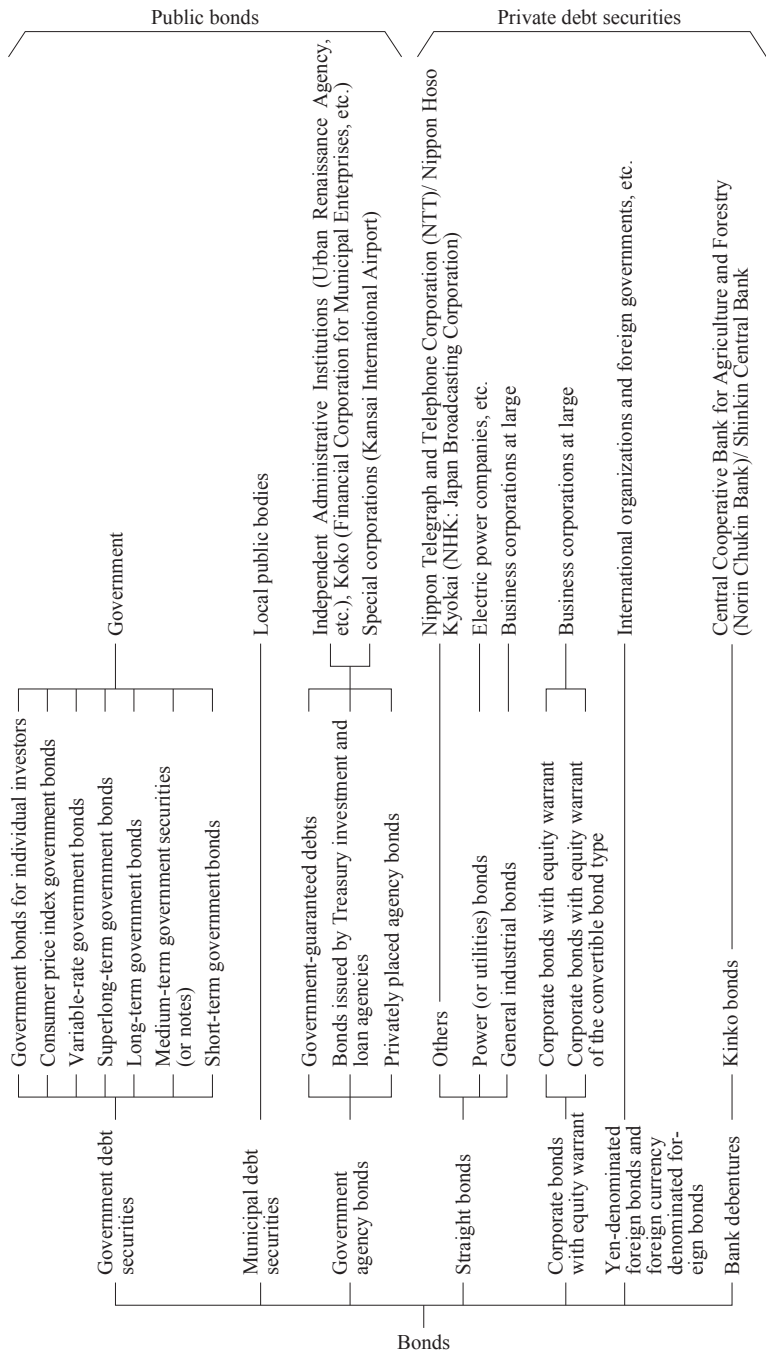 Bonds
Government debt
securities
Government bonds for individual investors
Consumer price index government bonds
Variable-rate government bonds
Superlong-term government bonds
Long-term government bonds
Medium-term government securities
(or notes)
Short-term government bonds
Government
Municipal debt
securities
Local public bodies
Government
agency bonds
Government-guaranteed debts
Bonds issued by Treasury investment and
loan agencies
Privately placed agency bonds
Independent Administrative Institutions (Urban Renaissance Agency,
etc.), Koko (Financial Corporation for Municipal Enterprises, etc.)
Special corporations (Kansai International Airport)
Public bonds
Straight bonds
Others
Nippon Telegraph and Telephone Corporation (NTT)/ Nippon Hoso
Kyokai (NHK: Japan Broadcasting Corporation)
Power (or utilities) bonds
Electric power companies, etc.
General industrial bonds
Business corporations at large
Corporate bonds
with equity warrant
Corporate bonds with equity warrant
Corporate bonds with equity warrant
of the convertible bond type
Business corporations at large
Yen-denominated
foreign bonds and
foreign currency
denominated for-
eign bonds
International organizations and foreign governments, etc.
Bank debentures
Kinko bonds
Central Cooperative Bank for Agriculture and Forestry
(Norin Chukin Bank)/ Shinkin Central Bank
Private debt securities